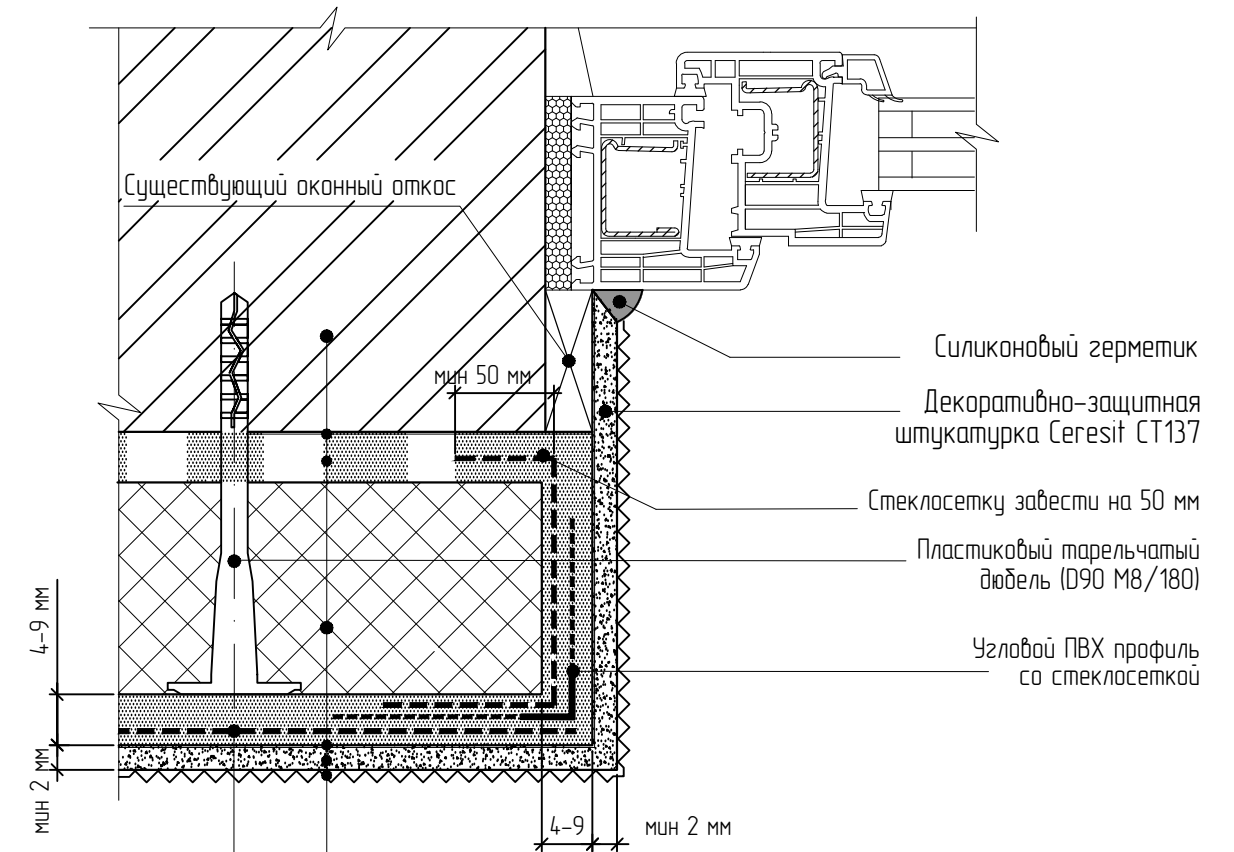 Существующий оконный откос
мин 50 мм
Силиконовый герметик
Декоративно-защитная
штукатурка Ceresit CT137
Стеклосетку завести на 50 мм
Пластиковый тарельчатый
дюбель (D90 М8/180)
Угловой ПВХ профиль
со стеклосеткой
4-9 мм
мин 2 мм
4-9
мин 2 мм